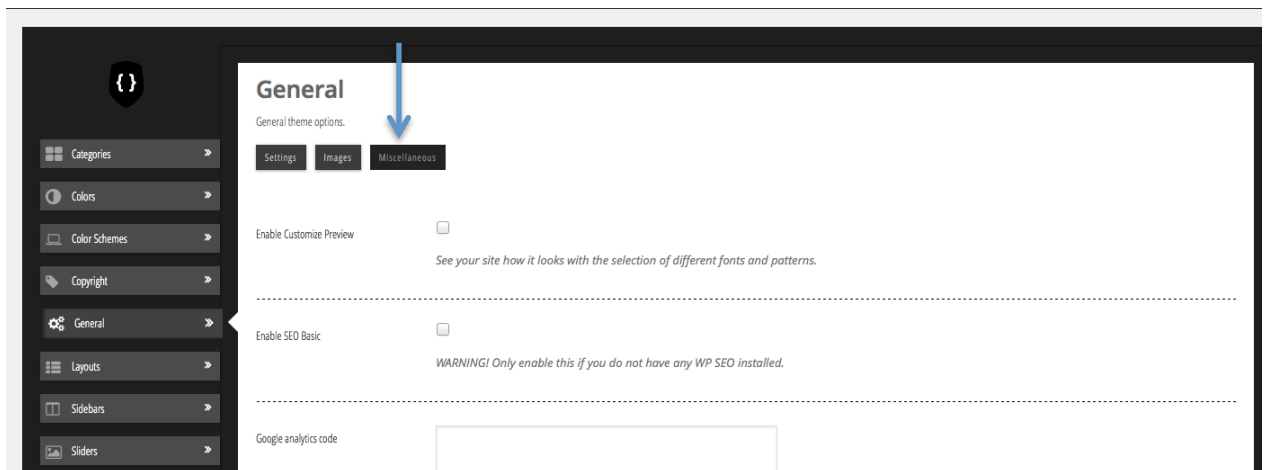 { }
Categories
Colors
Color Schemes
Copyright
General
Layouts
Sidebars
Sliders
General
General theme options.
Settings Images Miscellaneous
Enable Customize Preview
See your site how it looks with the selection of different fonts and patterns.
Enable SEO Basic
WARNING! Only enable this if you do not have any WP SEO installed.
Google analytics code